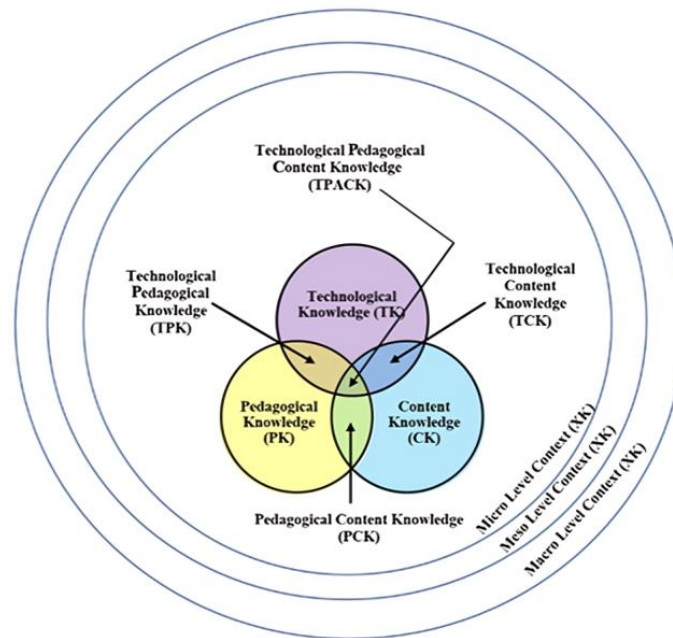 Technological Pedagogical
Content Knowledge
(TPACK)
Technological
Pedagogical
Knowledge
(TPK)
Technological
Knowledge (TK)
Technological
Content
Knowledge
(TCK)
Pedagogical
Knowledge
(PK)
Content
Knowledge
(CK)
Pedagogical Content Knowledge
(PCK)
Micro Level Context (XK)
Meso Level Context (XK)
Macro Level Context (XK)